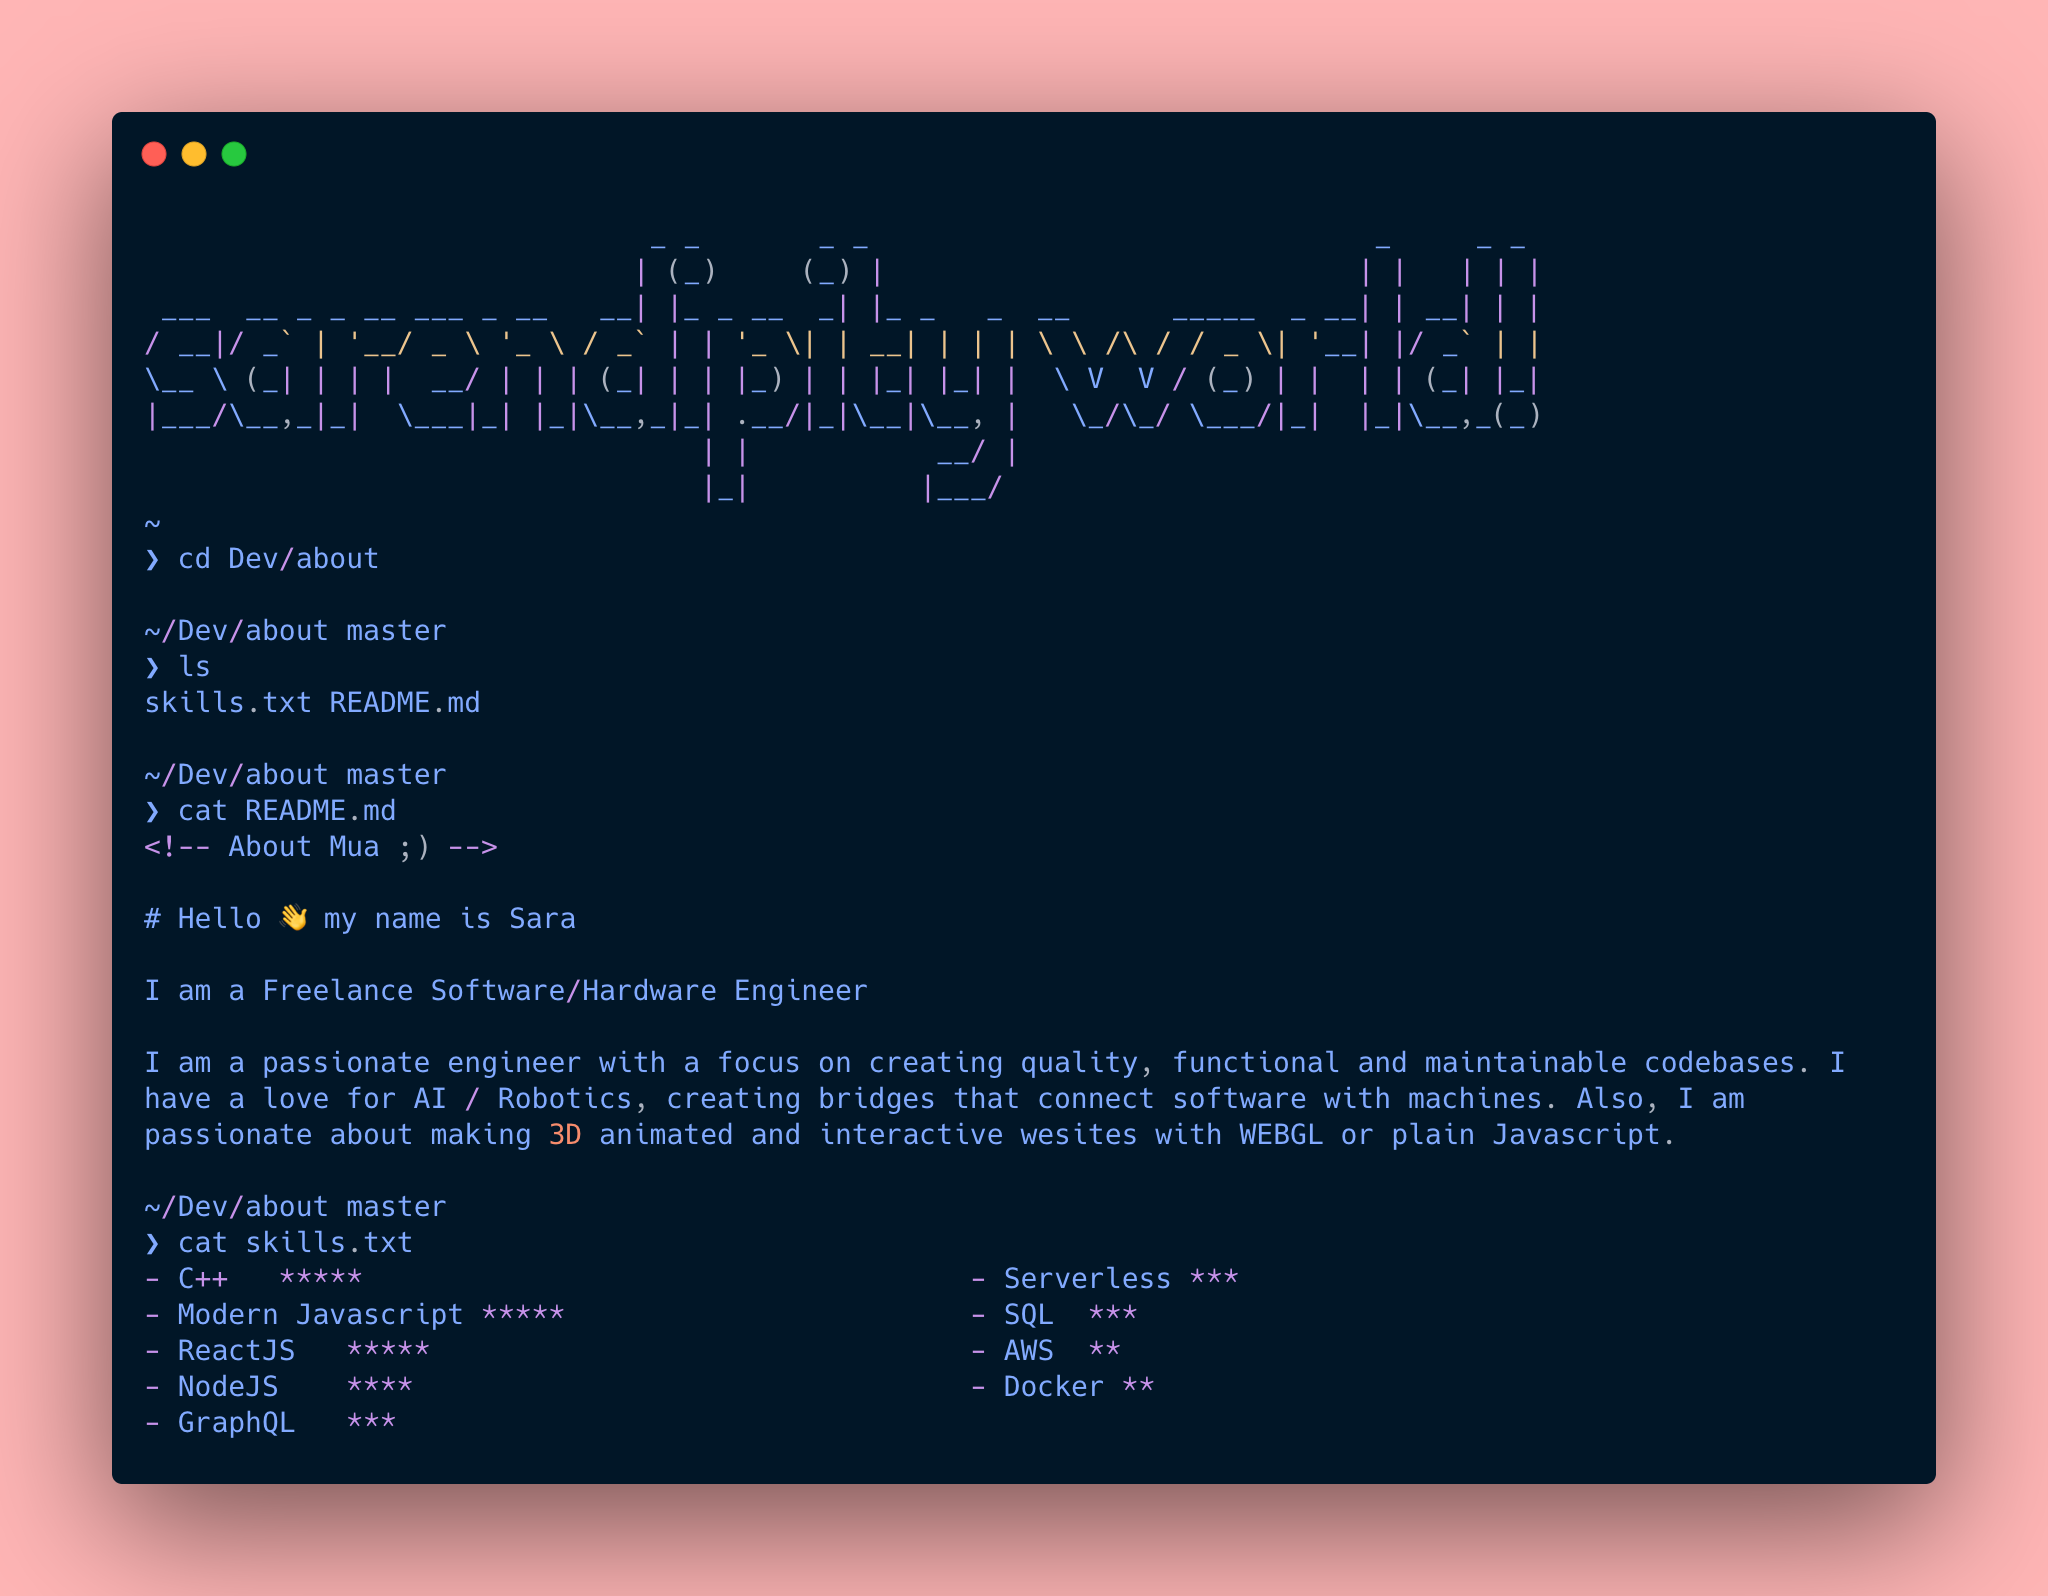 sarendipity world!
~
❯ cd Dev/about
~/Dev/about master
❯ ls
skills.txt README.md
~/Dev/about master
❯ cat README.md
<!-- About Mua ;) -->
# Hello 👋 my name is Sara
I am a Freelance Software/Hardware Engineer
I am a passionate engineer with a focus on creating quality, functional and maintainable codebases. I
have a love for AI / Robotics, creating bridges that connect software with machines. Also, I am
passionate about making 3D animated and interactive wesites with WEBGL or plain Javascript.
~/Dev/about master
❯ cat skills.txt
- C++   *****
- Modern Javascript *****
- ReactJS   *****
- NodeJS    ****
- GraphQL   ***
- Serverless ***
- SQL  ***
- AWS  **
- Docker **